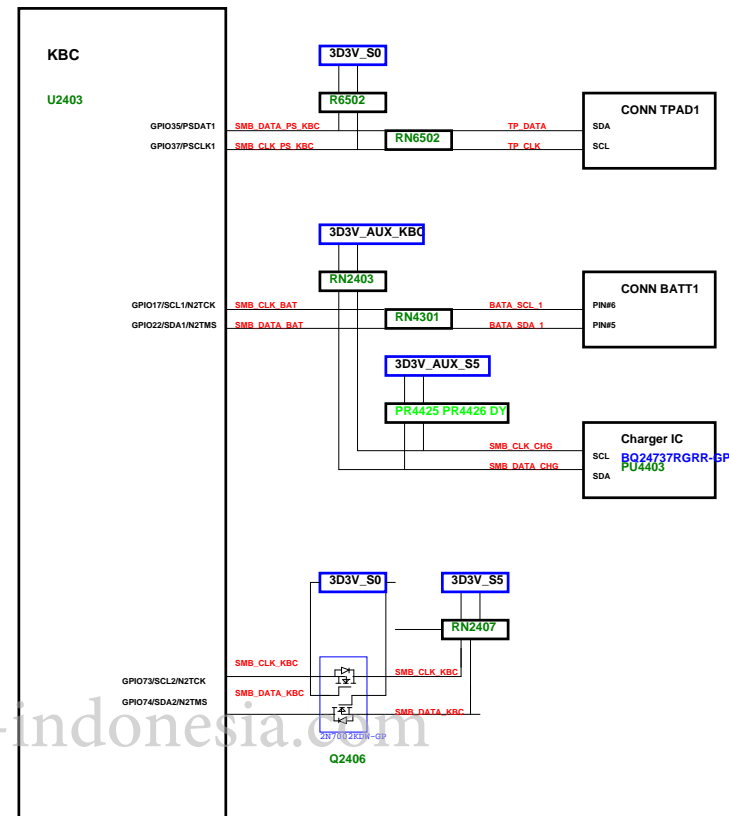 KBC
U2403
3D3V_S0
R6502
GPIO35/PSDAT1 SMB_DATA_PS_KBC TP_DATA SDA
CONN TPAD1
RN6502
GPIO37/PSCLK1 SMB_CLK_PS_KBC TP_CLK SCL
3D3V_AUX_KBC
RN2403
CONN BATT1
GPIO17/SCL1/N2TCK SMB_CLK_BAT BATA_SCL_1 PIN#6
RN4301
GPIO22/SDA1/N2TMS SMB_DATA_BAT BATA_SDA_1 PIN#5
3D3V_AUX_S5
PR4425 PR4426 DY
Charger IC
SMB_CLK_CHG SCL BQ24737RGRR-GP
SMB_DATA_CHG PU4403
SDA
3D3V_S0 3D3V_S5
RN2407
SMB_CLK_KBC
SMB_CLK_KBC
GPIO73/SCL2/N2TCK
SMB_DATA_KBC
GPIO74/SDA2/N2TMS
SMB_DATA_KBC
-indonesia.com
2N7002KDW-GP
Q2406